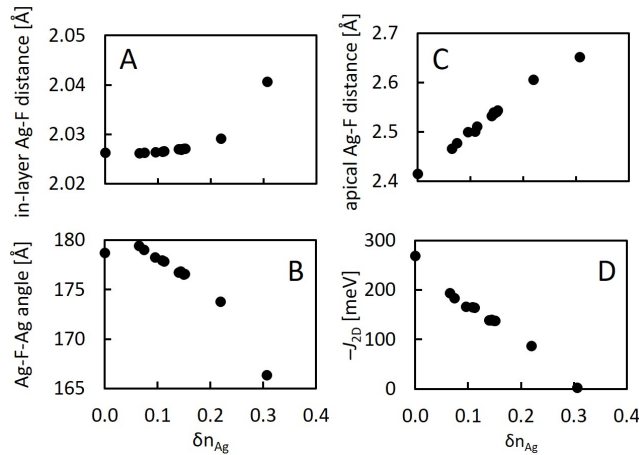 2.05
2.04
2.03
2.02
in-layer Ag-F distance [Å]
A
2.7
2.6
2.5
2.4
apical Ag-F distance [Å]
C
180
175
170
165
Ag-F-Ag angle [Å]
B
0.0 0.1 0.2 0.3 0.4
δnAg
300
200
100
0
−J2D [meV]
D
0.0 0.1 0.2 0.3 0.4
δnAg